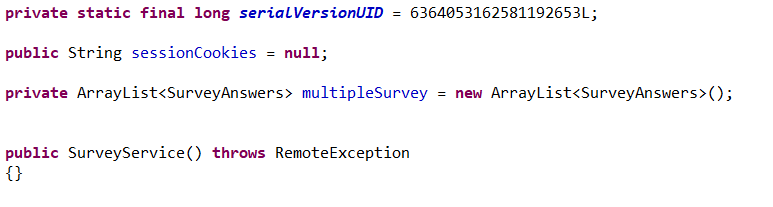 private static final long serialVersionUID = 6364053162581192653L;
public String sessionCookies = null;
private ArrayList<SurveyAnswers> multipleSurvey = new ArrayList<SurveyAnswers>();
public SurveyService() throws RemoteException
{}